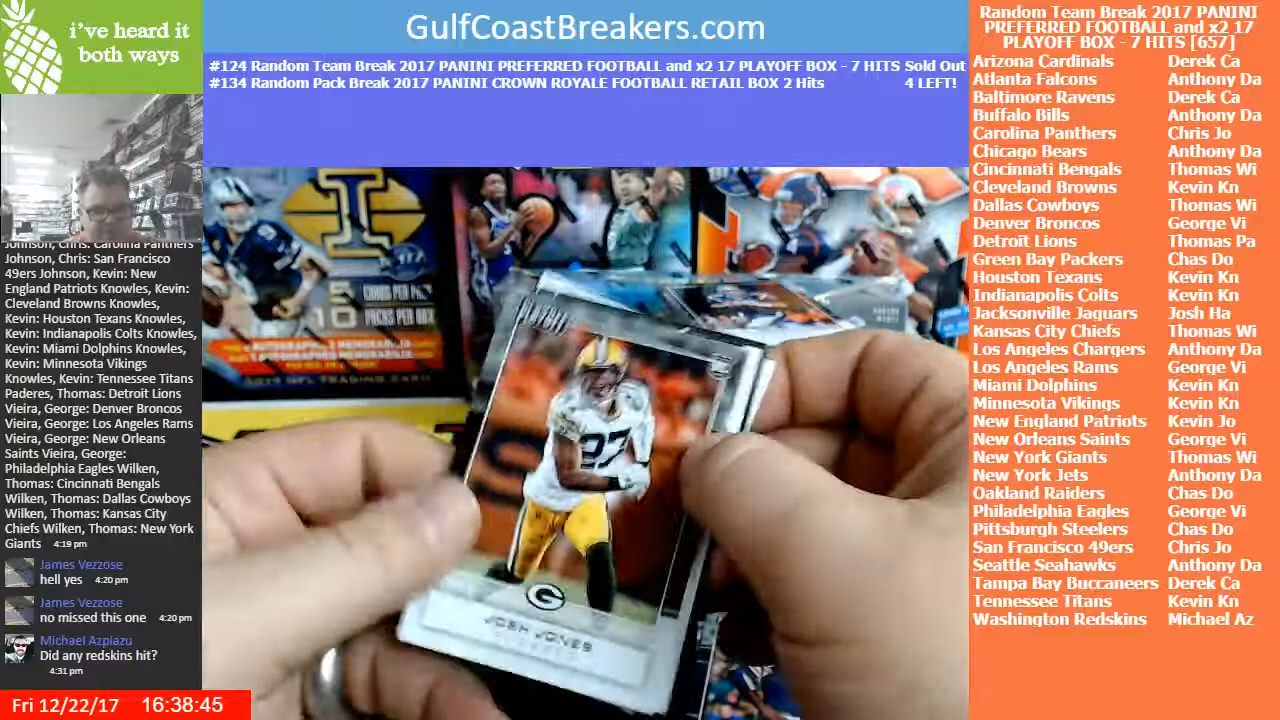 i've heard it
both ways
GulfCoastBreakers.com
#124 Random Team Break 2017 PANINI PREFERRED FOOTBALL and x2 17 PLAYOFF BOX - 7 HITS Sold Out
#134 Random Pack Break 2017 PANINI CROWN ROYALE FOOTBALL RETAIL BOX 2 Hits 4 LEFT!
Johnson, Chris: Carolina Panthers
Johnson, Chris: San Francisco
49ers Johnson, Kevin: New
England Patriots Knowles, Kevin:
Cleveland Browns Knowles,
Kevin: Houston Texans Knowles,
Kevin: Indianapolis Colts Knowles,
Kevin: Miami Dolphins Knowles,
Kevin: Minnesota Vikings
Knowles, Kevin: Tennessee Titans
Paderes, Thomas: Detroit Lions
Vieira, George: Denver Broncos
Vieira, George: Los Angeles Rams
Vieira, George: New Orleans
Saints Vieira, George:
Philadelphia Eagles Wilken,
Thomas: Cincinnati Bengals
Wilken, Thomas: Dallas Cowboys
Wilken, Thomas: Kansas City
Chiefs Wilken, Thomas: New York
Giants 4:19 pm
James Vezzose
hell yes 4:20 pm
James Vezzose
no missed this one 4:20 pm
Michael Azpiazu
Did any redskins hit?
4:31 pm
Fri 12/22/17 16:38:45
CARDS PER
10 PACKS PER BOX
27
G
JOSH JONES
Random Team Break 2017 PANINI
PREFERRED FOOTBALL and x2 17
PLAYOFF BOX - 7 HITS [657]
Arizona Cardinals Derek Ca
Atlanta Falcons Anthony Da
Baltimore Ravens Derek Ca
Buffalo Bills Anthony Da
Carolina Panthers Chris Jo
Chicago Bears Anthony Da
Cincinnati Bengals Thomas Wi
Cleveland Browns Kevin Kn
Dallas Cowboys Thomas Wi
Denver Broncos George Vi
Detroit Lions Thomas Pa
Green Bay Packers Chas Do
Houston Texans Kevin Kn
Indianapolis Colts Kevin Kn
Jacksonville Jaguars Josh Ha
Kansas City Chiefs Thomas Wi
Los Angeles Chargers Anthony Da
Los Angeles Rams George Vi
Miami Dolphins Kevin Kn
Minnesota Vikings Kevin Kn
New England Patriots Kevin Jo
New Orleans Saints George Vi
New York Giants Thomas Wi
New York Jets Anthony Da
Oakland Raiders Chas Do
Philadelphia Eagles George Vi
Pittsburgh Steelers Chas Do
San Francisco 49ers Chris Jo
Seattle Seahawks Anthony Da
Tampa Bay Buccaneers Derek Ca
Tennessee Titans Kevin Kn
Washington Redskins Michael Az